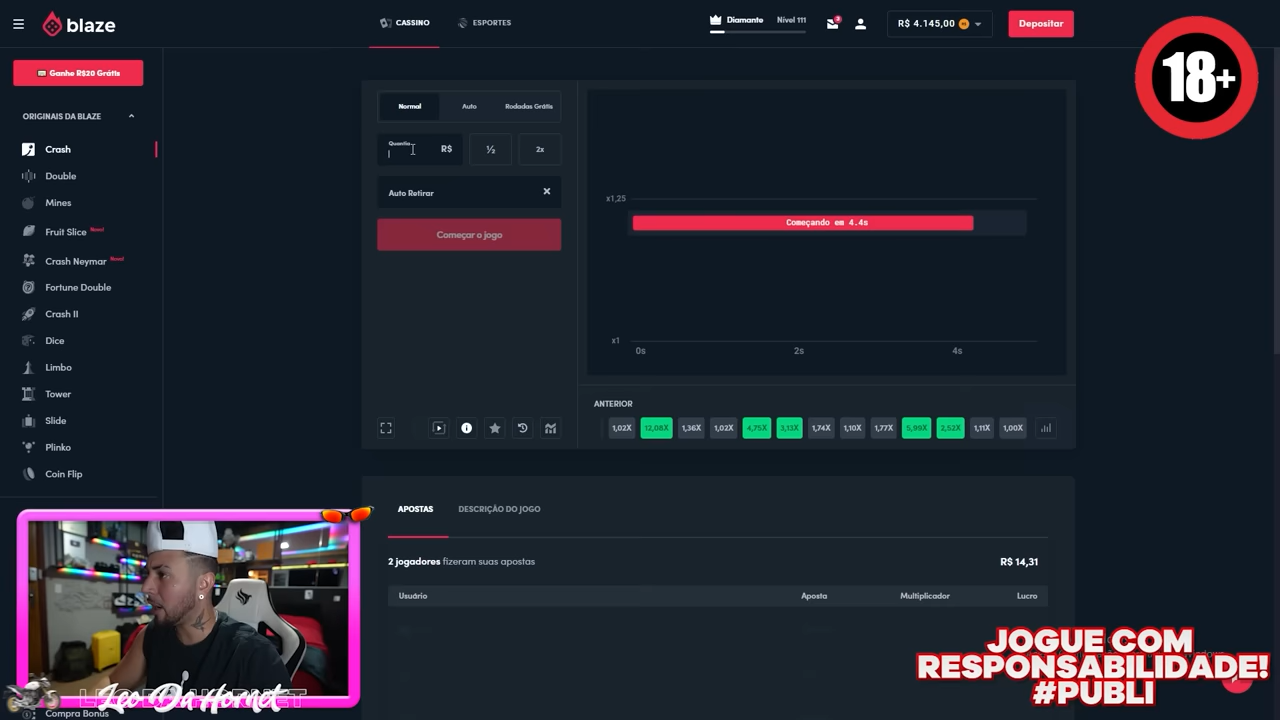 blaze
CASSINO
ESPORTES
Diamante
Nível 111
3
R$ 4.145,00
Depositar
18+
Ganhe R$20 Grátis
ORIGINAIS DA BLAZE
Crash
Double
Mines
Fruit Slice
Crash Neymar
Fortune Double
Crash II
Dice
Limbo
Tower
Slide
Plinko
Coin Flip
Compra Bonus
Normal
Auto
Rodadas Grátis
Quantia
R$
½
2x
Auto Retirar
Começar o jogo
x1,25
Começando em 4.4s
x1
0s
2s
4s
ANTERIOR
1,02X
12,08X
1,36X
1,02X
4,75X
3,13X
1,74X
1,10X
1,77X
5,99X
2,52X
1,11X
1,00X
APOSTAS
DESCRIÇÃO DO JOGO
2 jogadores fizeram suas apostas
R$ 14,31
Usuário
Aposta
Multiplicador
Lucro
Leo Da Hornet
JOGUE COM
RESPONSABILIDADE!
#PUBLI